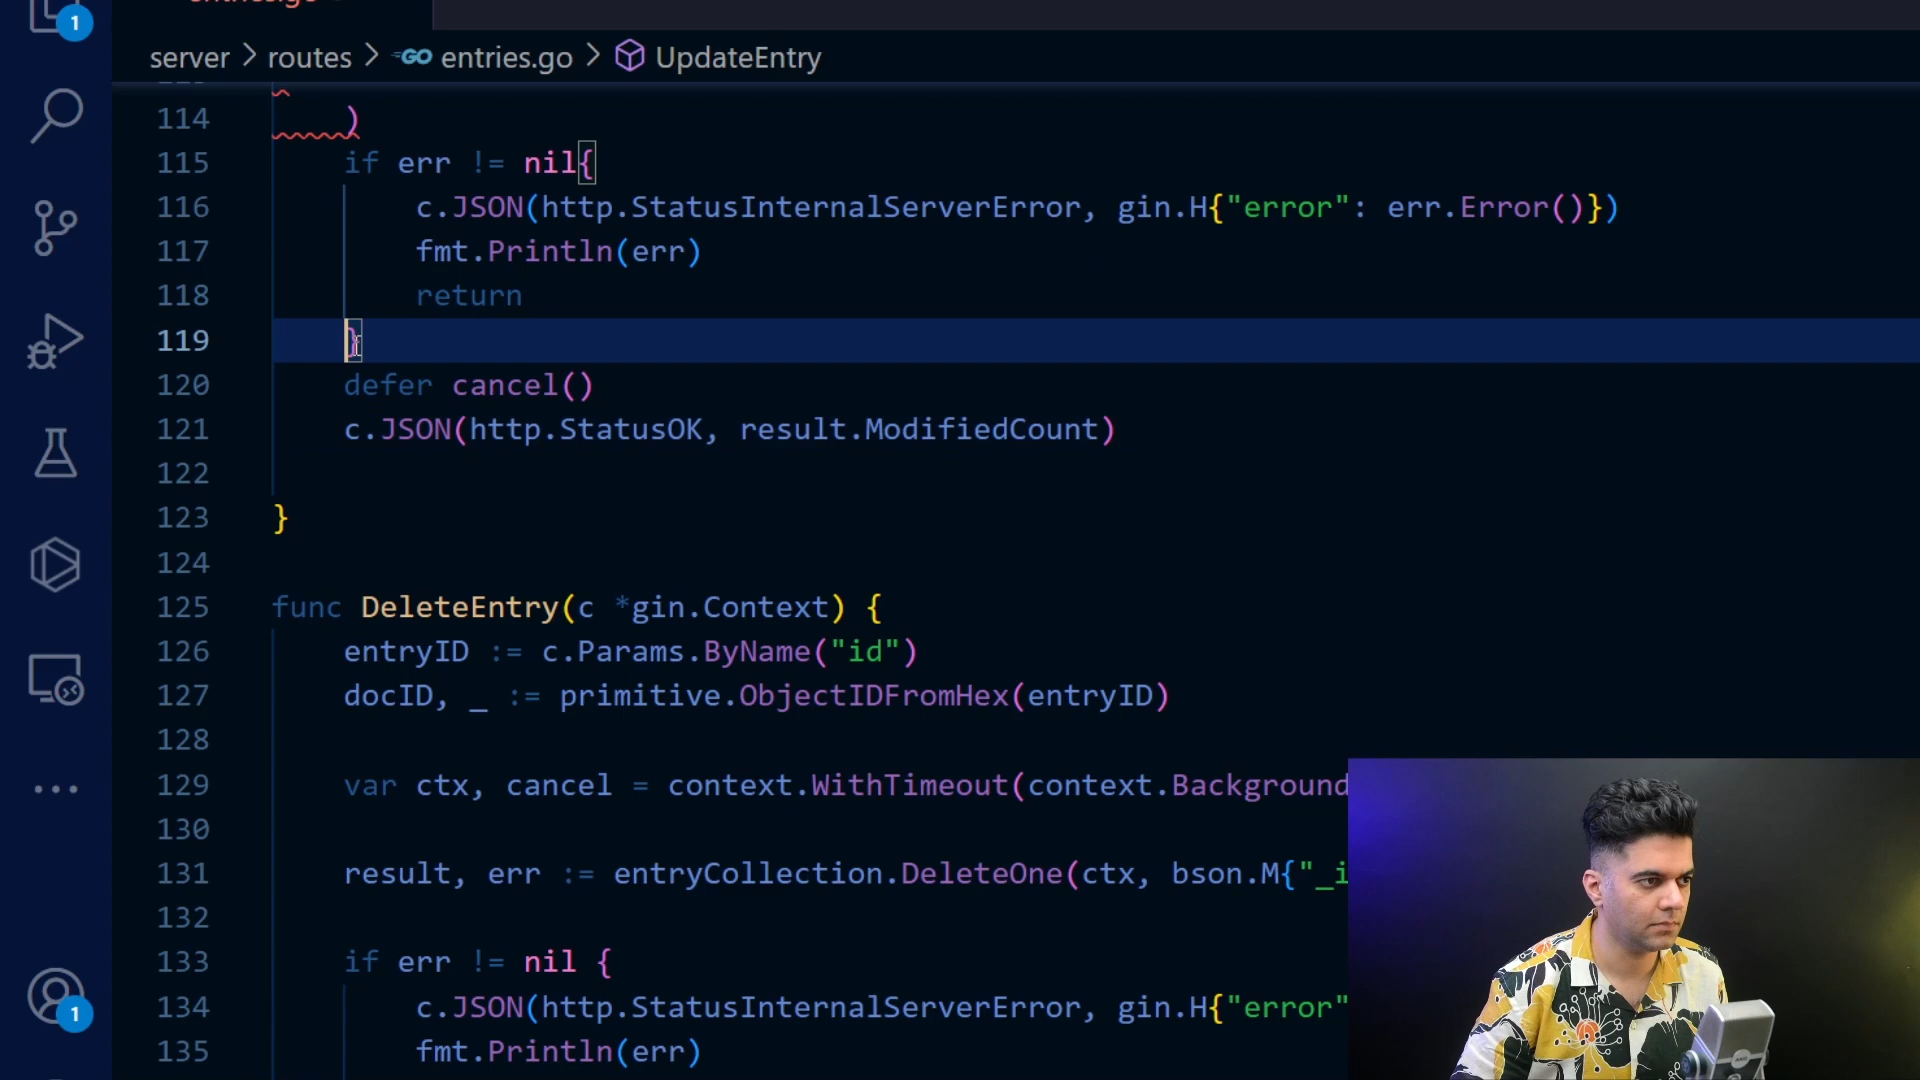 1
server > routes > GO entries.go > UpdateEntry
114 )
115 if err != nil{
116 c.JSON(http.StatusInternalServerError, gin.H{"error": err.Error()})
117 fmt.Println(err)
118 return
119 }
120 defer cancel()
121 c.JSON(http.StatusOK, result.ModifiedCount)
122
123 }
124
125 func DeleteEntry(c *gin.Context) {
126 entryID := c.Params.ByName("id")
127 docID, _ := primitive.ObjectIDFromHex(entryID)
128
129 var ctx, cancel = context.WithTimeout(context.Background
130
131 result, err := entryCollection.DeleteOne(ctx, bson.M{"_i
132
133 if err != nil {
134 c.JSON(http.StatusInternalServerError, gin.H{"error"
135 fmt.Println(err)
1